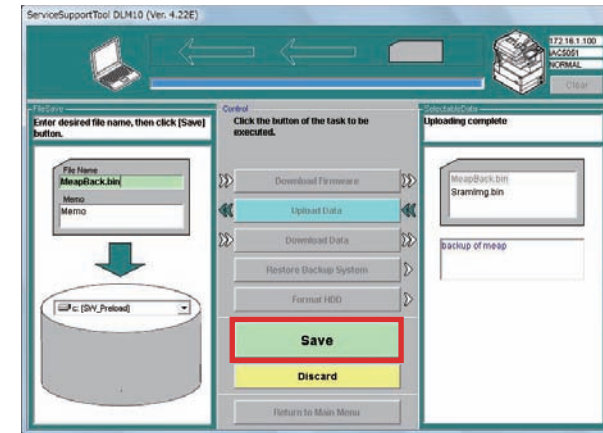 ServiceSupportTool DLM10 (Ver. 4.22E)
172.16.1.100
iAC5051
NORMAL
Clear
FileSave
Enter desired file name, then click [Save]
button.
File Name
MeapBack.bin
Memo
Memo
c: [SW_Preload]
Control
Click the button of the task to be
executed.
Download Firmware
Upload Data
Download Data
Restore Backup System
Format HDD
Save
Discard
Return to Main Menu
SelectableData
Uploading complete
MeapBack.bin
SramImg.bin
backup of meap